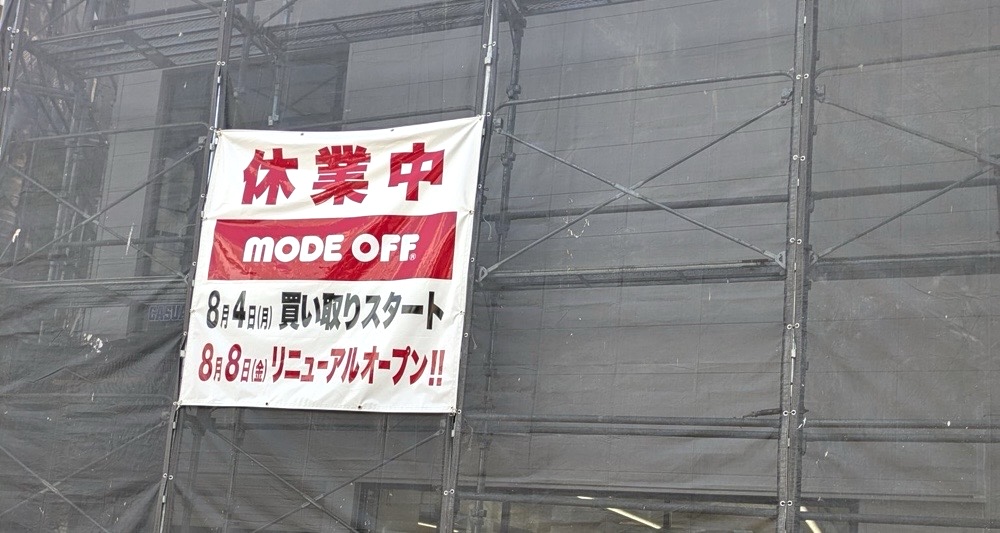 休業中
MODE OFF®
8月4日(月) 買い取りスタート
8月8日(金) リニューアルオープン!!
CASUAL